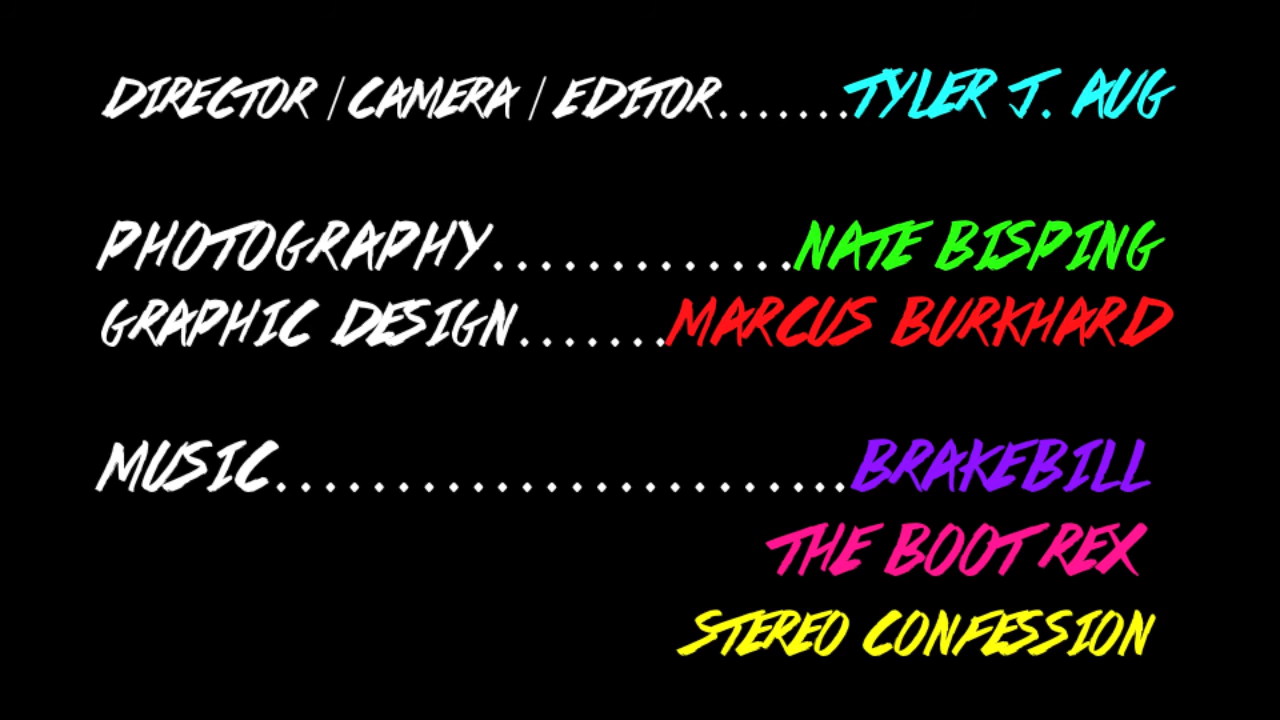 DIRECTOR / CAMERA / EDITOR.......TYLER J. AUG
PHOTOGRAPHY.............NATE BISPING
GRAPHIC DESIGN.......MARCUS BURKHARD
MUSIC........................BRAKEBILL
THE BOOT REX
STEREO CONFESSION